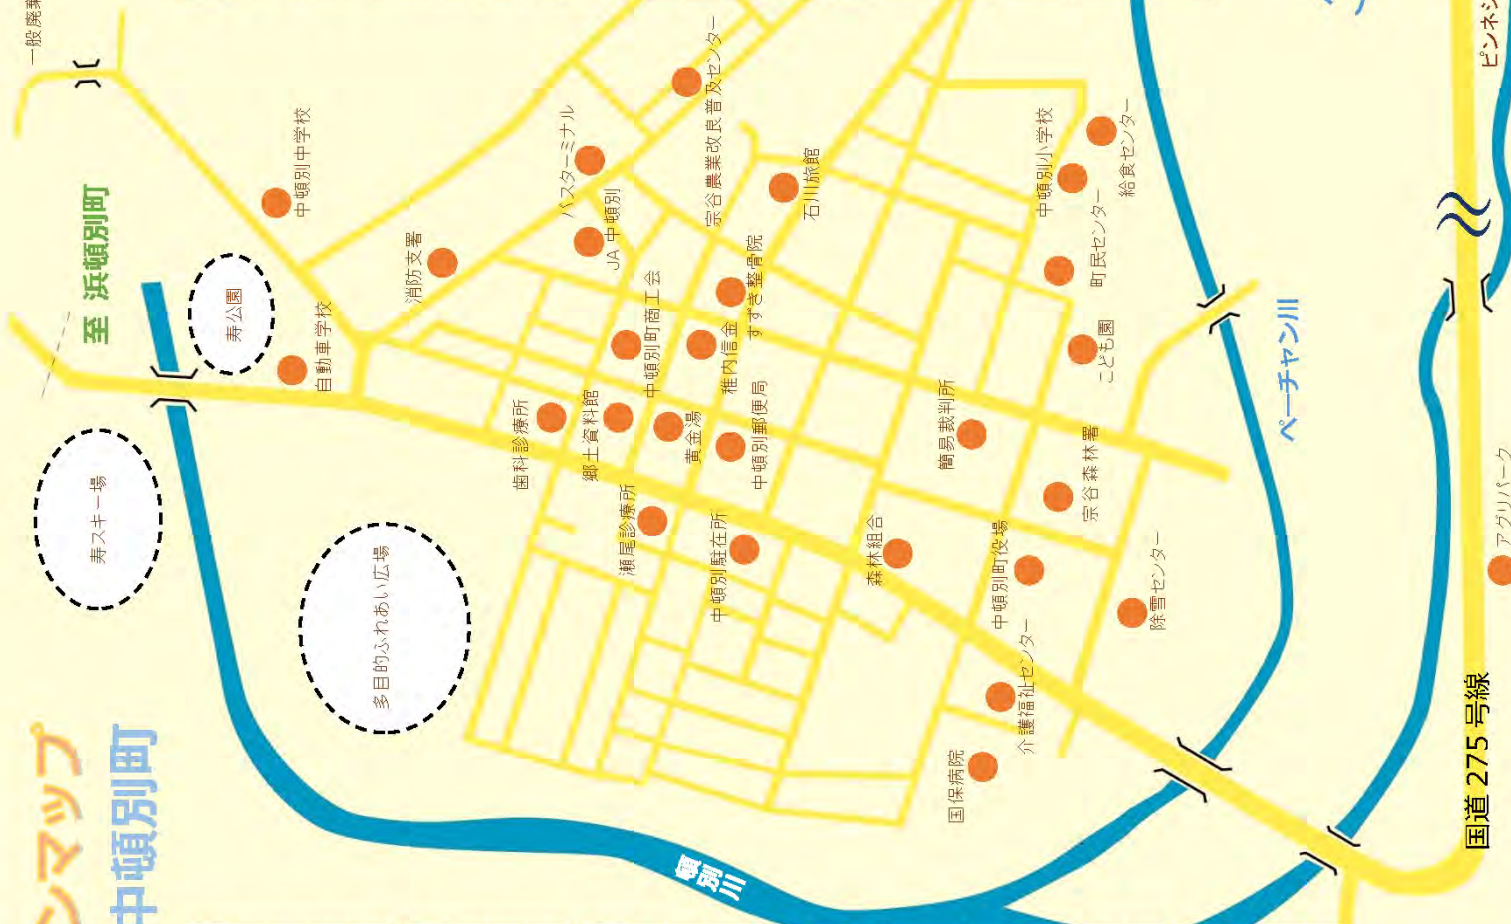 ンマップ
中頓別町
至 浜頓別町
一般廃棄
寿スキー場
寿公園
多目的ふれあい広場
中頓別中学校
自動車学校
消防支署
バスターミナル
JA 中頓別
宗谷農業改良普及センター
石川旅館
すずき整骨院
中頓別町商工会
稚内信金
歯科診療所
郷土資料館
黄金湯
中頓別郵便局
瀬尾診療所
中頓別駐在所
森林組合
簡易裁判所
中頓別小学校
給食センター
町民センター
こども園
宗谷森林署
中頓別町役場
除雪センター
介護福祉センター
国保病院
頓別川
ペーチャン川
ピンネシ
アグリパーク
国道 275 号線